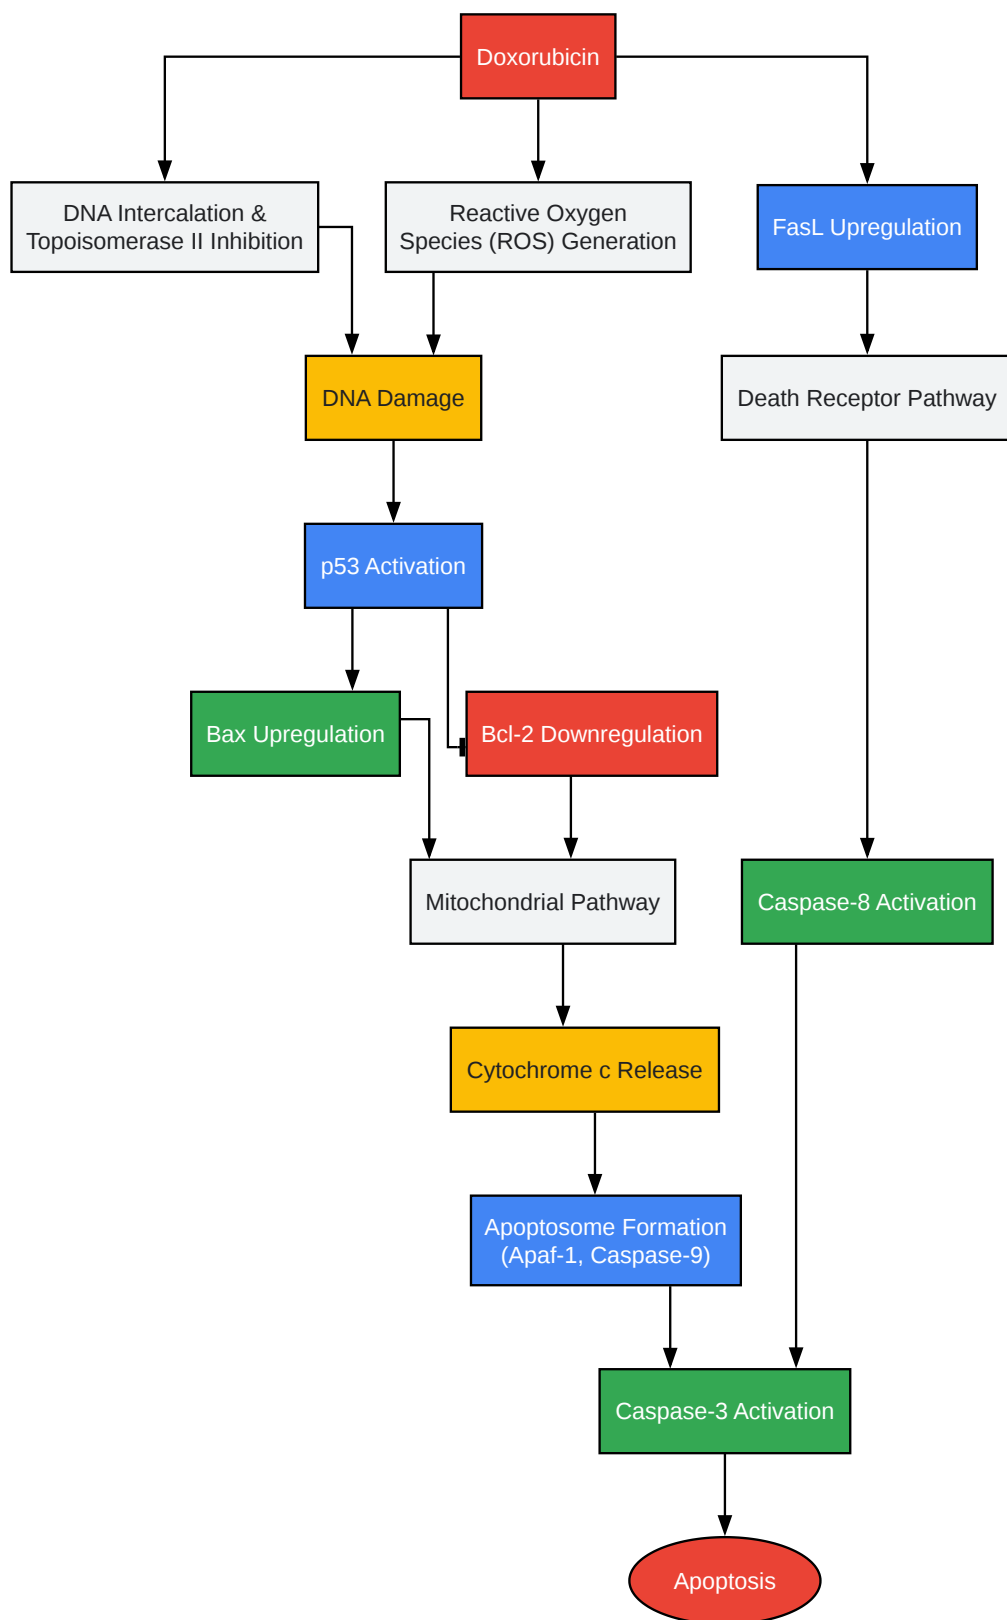 Doxorubicin
DNA Intercalation &
Topoisomerase II Inhibition
Reactive Oxygen
Species (ROS) Generation
FasL Upregulation
DNA Damage
Death Receptor Pathway
p53 Activation
Bax Upregulation
Bcl-2 Downregulation
Mitochondrial Pathway
Caspase-8 Activation
Cytochrome c Release
Apoptosome Formation
(Apaf-1, Caspase-9)
Caspase-3 Activation
Apoptosis